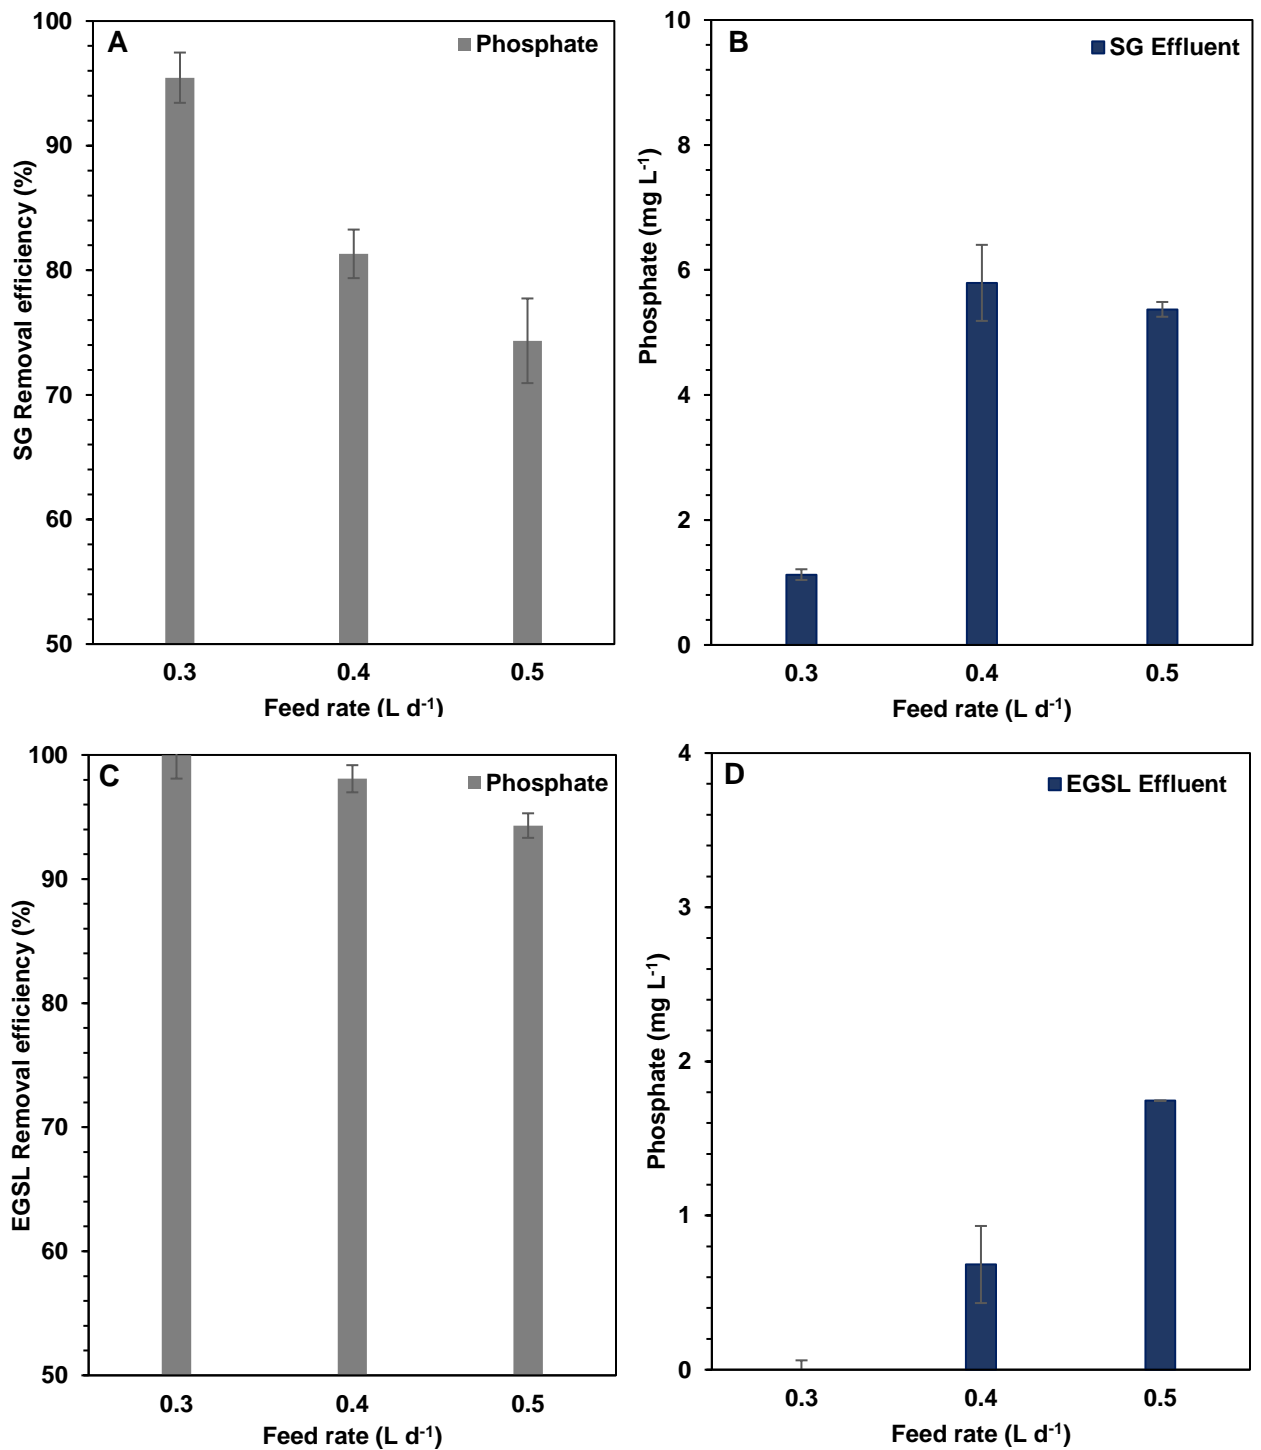 A
Phosphate
SG Removal efficiency (%)
100
90
80
70
60
50
0.3 0.4 0.5
Feed rate (L d-1)
B
SG Effluent
Phosphate (mg L-1)
10
8
6
4
2
0
0.3 0.4 0.5
Feed rate (L d-1)
C
Phosphate
EGSL Removal efficiency (%)
100
90
80
70
60
50
0.3 0.4 0.5
Feed rate (L d-1)
D
EGSL Effluent
Phosphate (mg L-1)
4
3
2
1
0
0.3 0.4 0.5
Feed rate (L d-1)